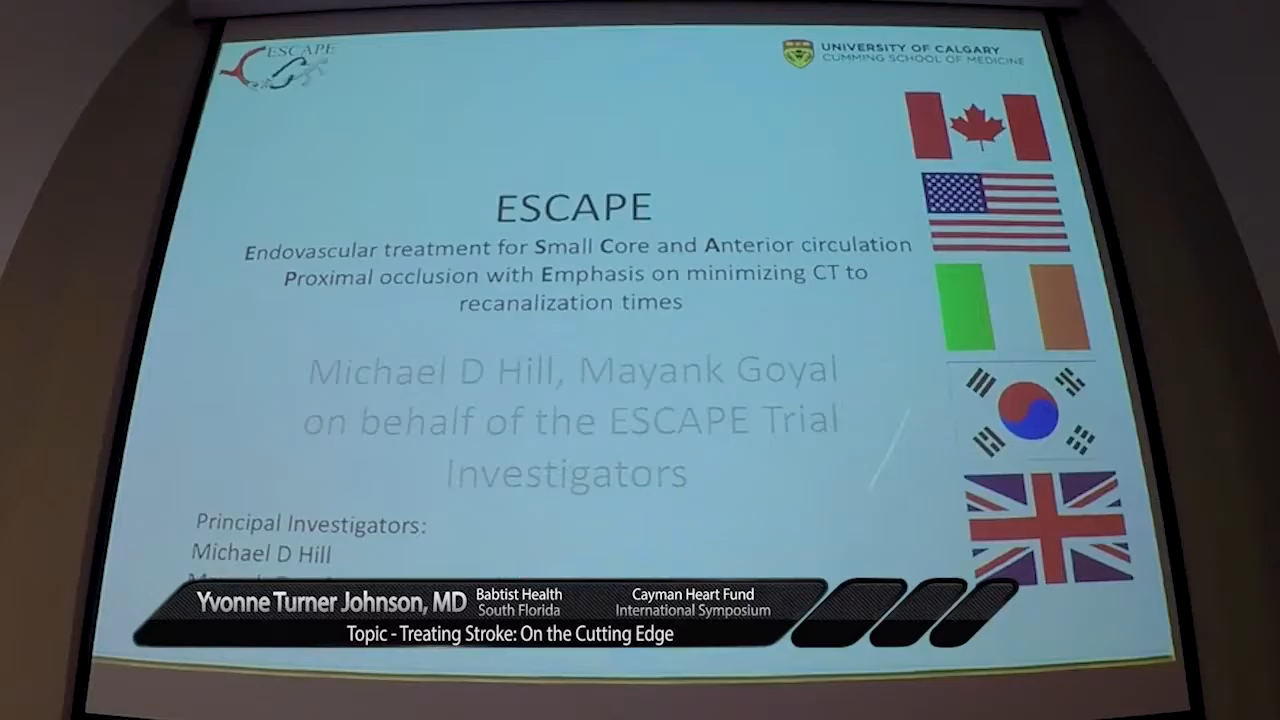 ESCAPE
UNIVERSITY OF CALGARY
CUMMING SCHOOL OF MEDICINE
ESCAPE
Endovascular treatment for Small Core and Anterior circulation
Proximal occlusion with Emphasis on minimizing CT to
recanalization times
Michael D Hill, Mayank Goyal
on behalf of the ESCAPE Trial
Investigators
Principal Investigators:
Michael D Hill
Yvonne Turner Johnson, MD
Babtist Health
South Florida
Cayman Heart Fund
International Symposium
Topic - Treating Stroke: On the Cutting Edge